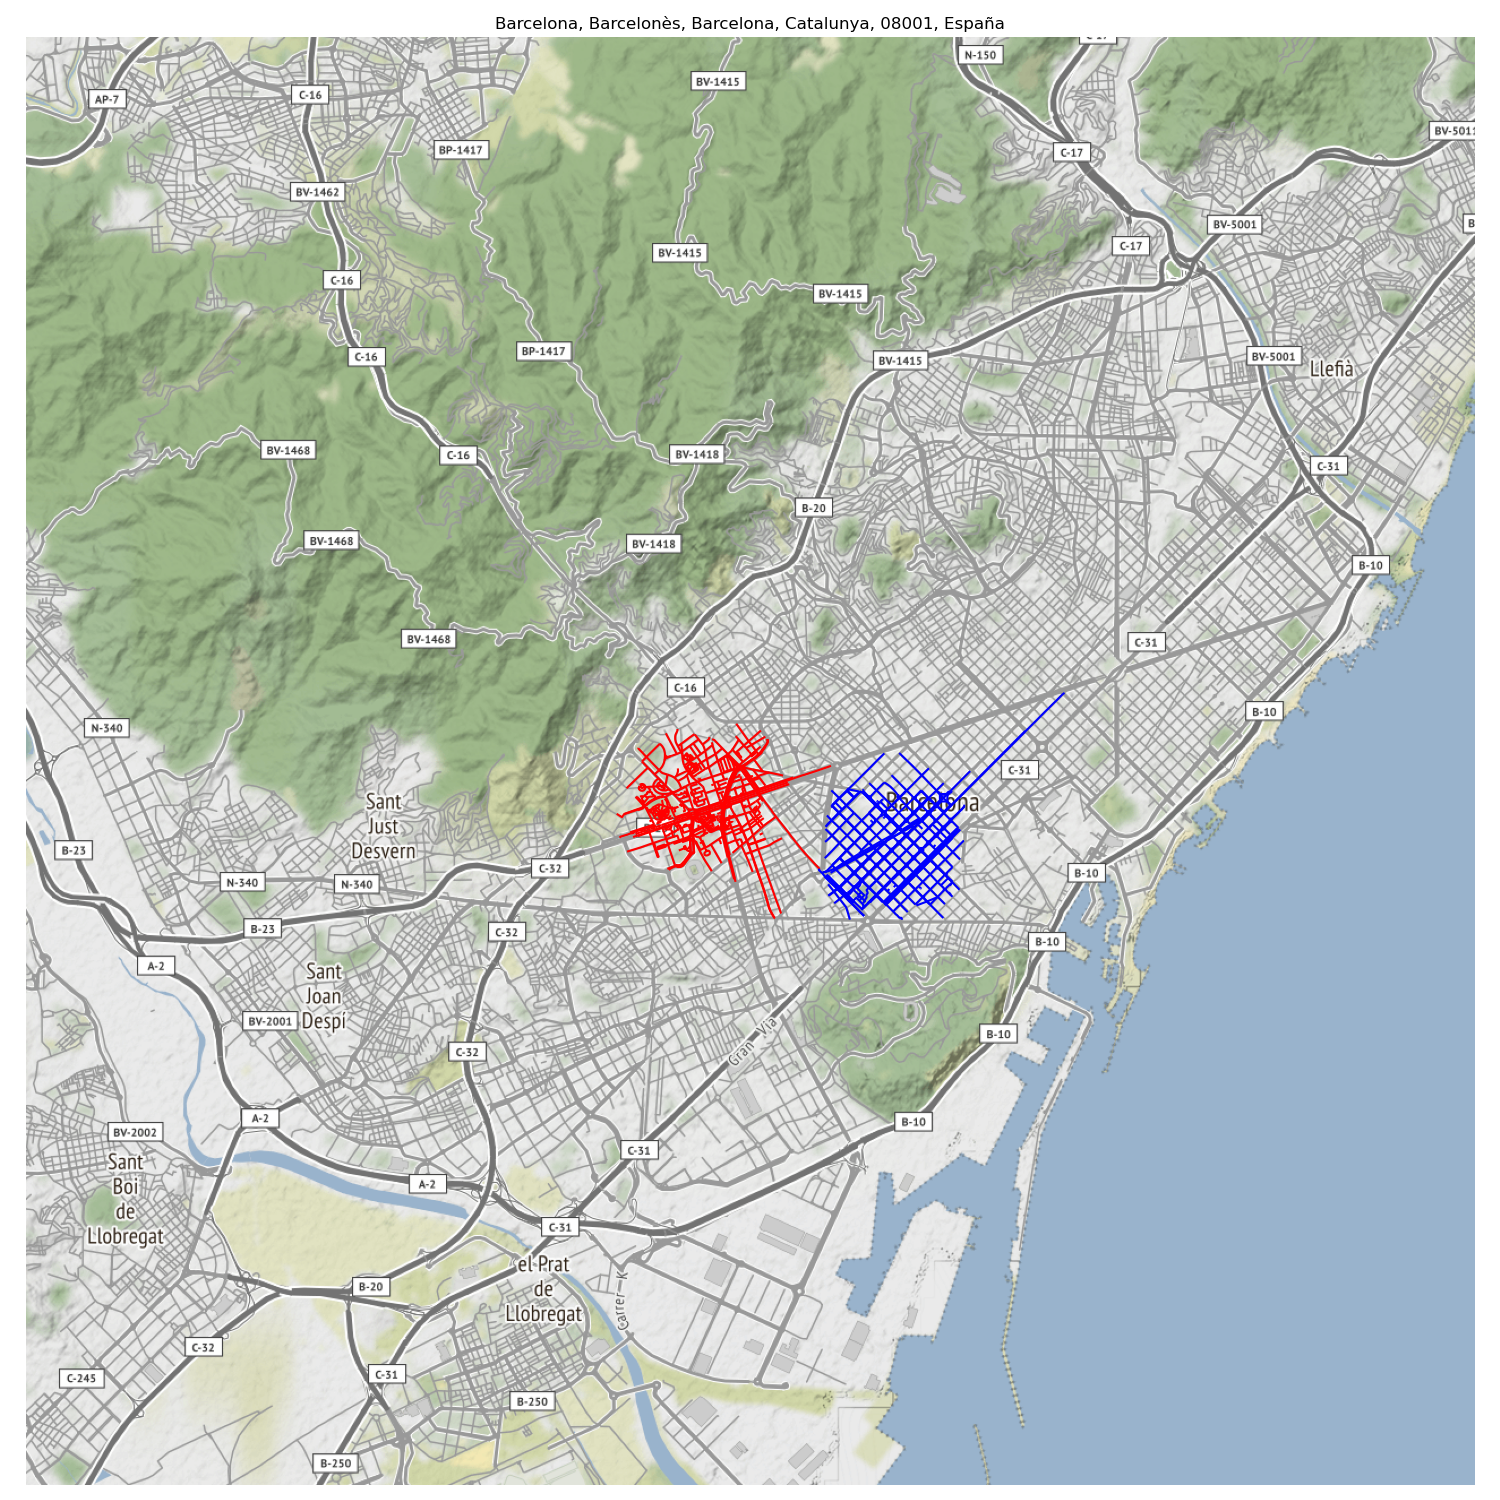 Barcelona, Barcelonès, Barcelona, Catalunya, 08001, España
C-17
N-150
BV-1415
C-16
AP-7
BV-5011
BP-1417
C-17
BV-1462
BV-5001
C-17
BV-1415
C-16
BV-1415
BP-1417
C-16
BV-1415
BV-5001
Llefià
BV-1468
C-16
BV-1418
C-31
B-20
BV-1468
BV-1418
B-10
BV-1468
C-31
C-16
B-10
N-340
C-31
Barcelona
Sant
Just
Desvern
B-23
C-32
B-10
N-340
N-340
B-23
C-32
B-10
Sant
Joan
Despí
BV-2001
B-10
Gran Via
C-32
A-2
A-2
B-10
BV-2002
C-31
Sant
Boi
de
Llobregat
A-2
C-31
el Prat
de
Llobregat
B-20
Carrer K
C-32
C-245
C-31
B-250
B-250